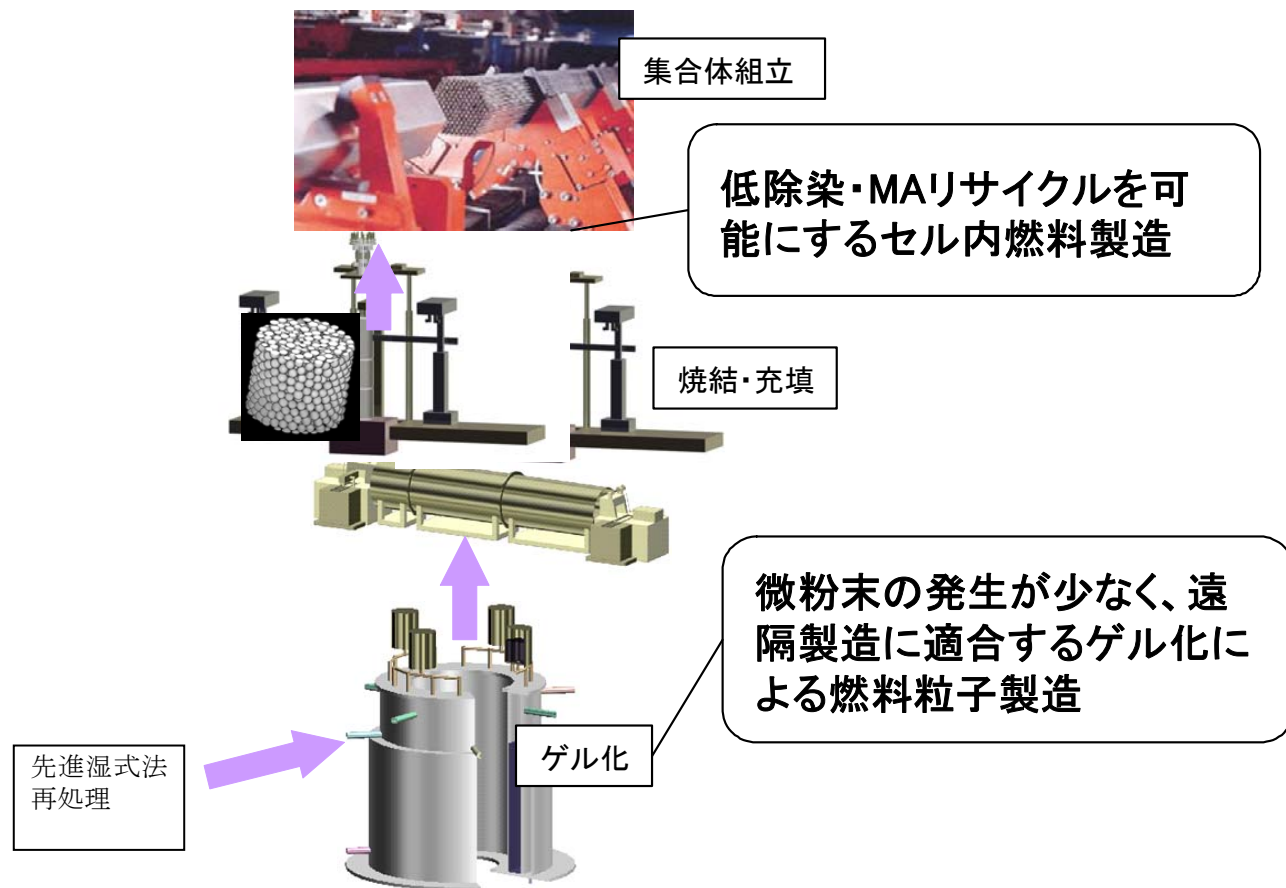 集合体組立
低除染・MAリサイクルを可
能にするセル内燃料製造
焼結・充填
微粉末の発生が少なく、遠
隔製造に適合するゲル化に
よる燃料粒子製造
ゲル化
先進湿式法
再処理